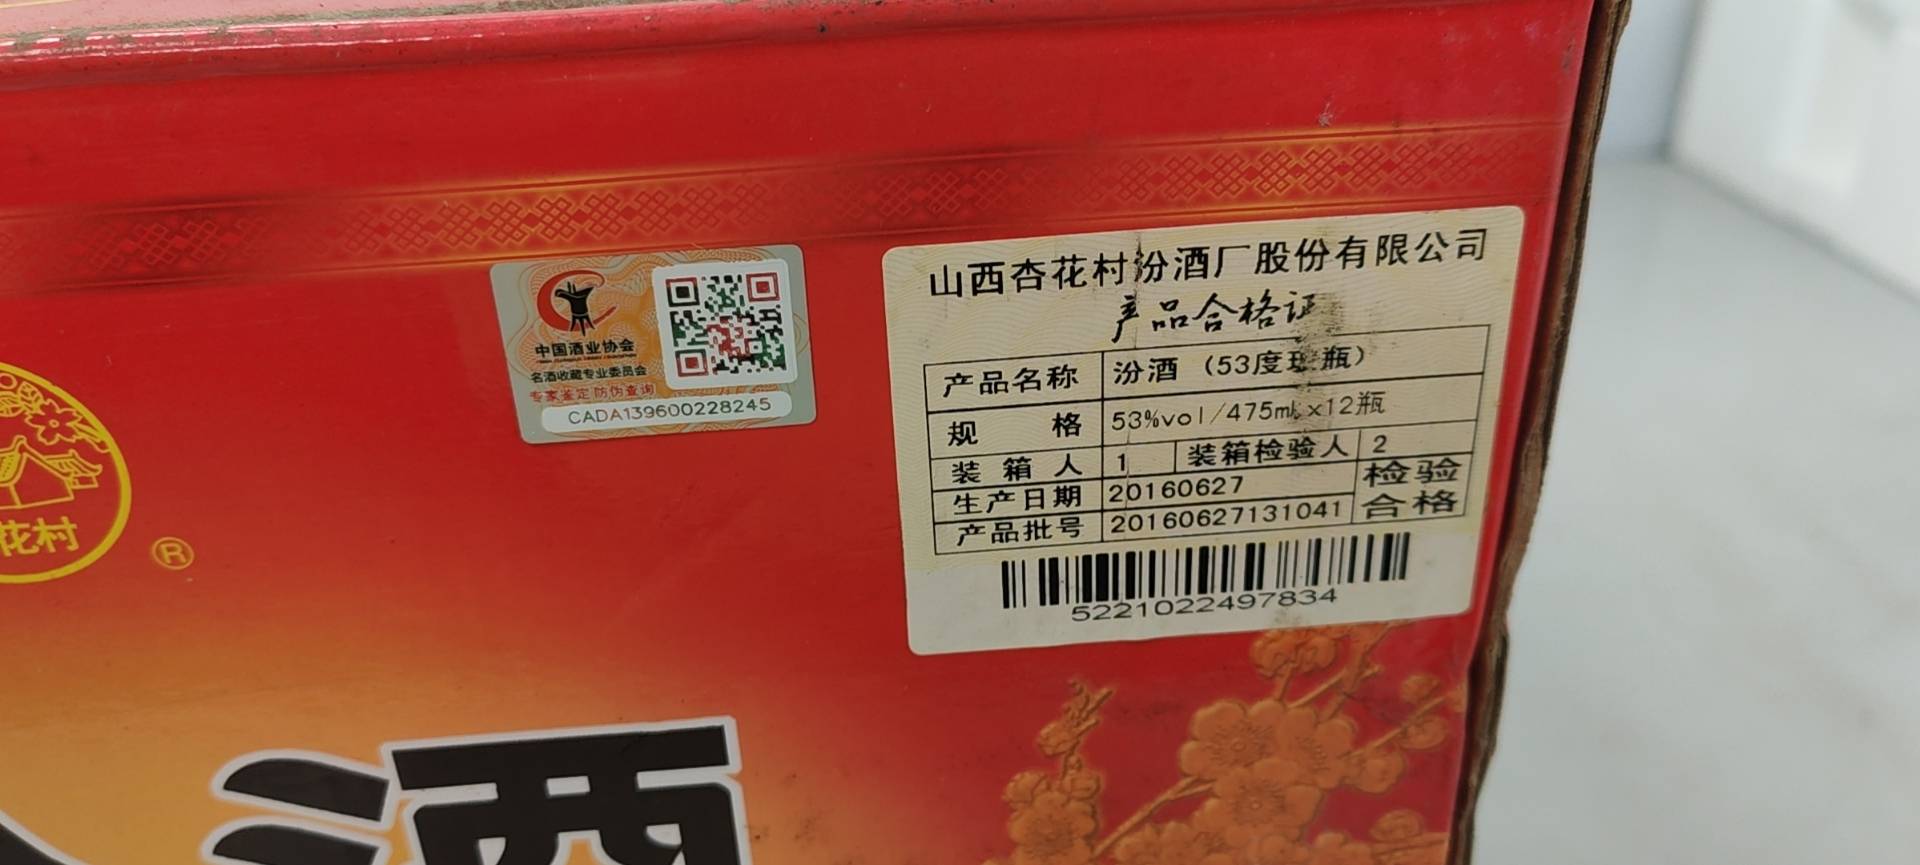 山西杏花村汾酒厂股份有限公司
产品合格证
产品名称 汾酒（53度玻瓶）
规 格 53%vol/475ml×12瓶
装箱人 1 装箱检验人 2
生产日期 20160627 检验
产品批号 20160627131041 合格
5221022497834
中国酒业协会
名酒收藏专业委员会
专家鉴定 防伪查询
CADA139600228245
花村
®
酒